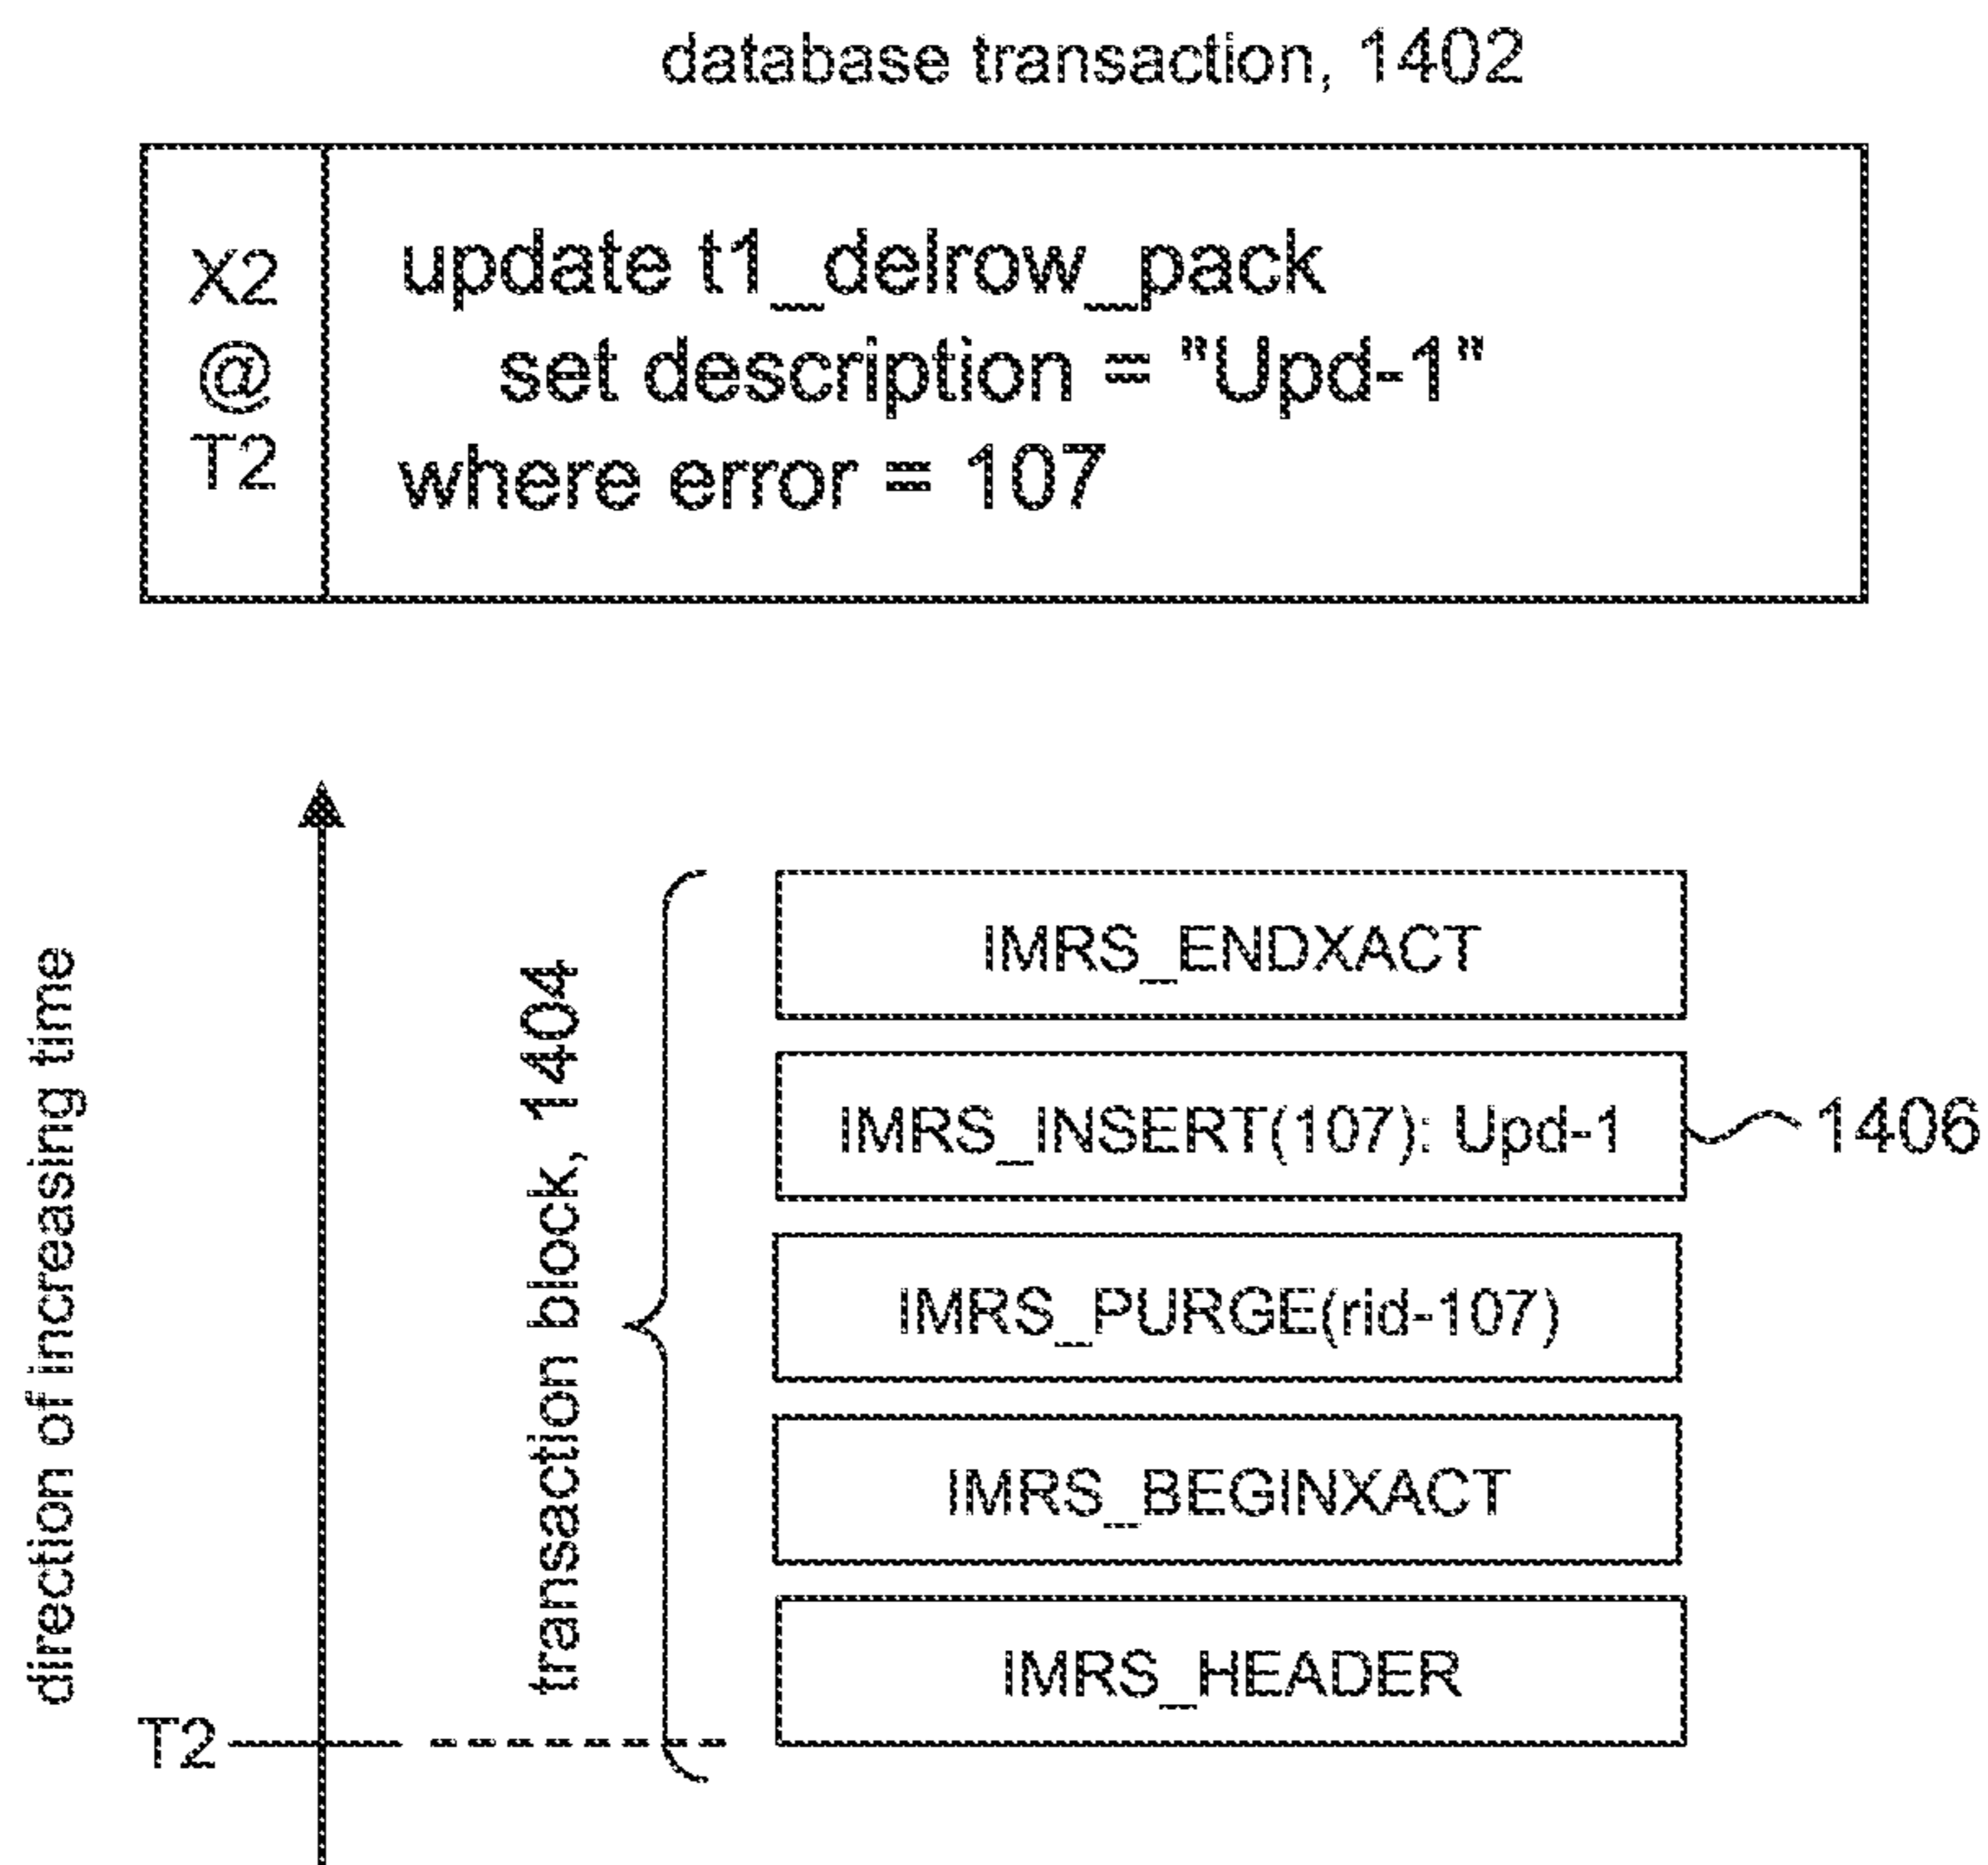 database transaction, 1402
X2
@
T2
update t1_delrow_pack
set description = "Upd-1"
where error = 107
direction of increasing time
transaction block, 1404
IMRS_ENDXACT
IMRS_INSERT(107): Upd-1
1406
IMRS_PURGE(rid-107)
IMRS_BEGINXACT
IMRS_HEADER
T2